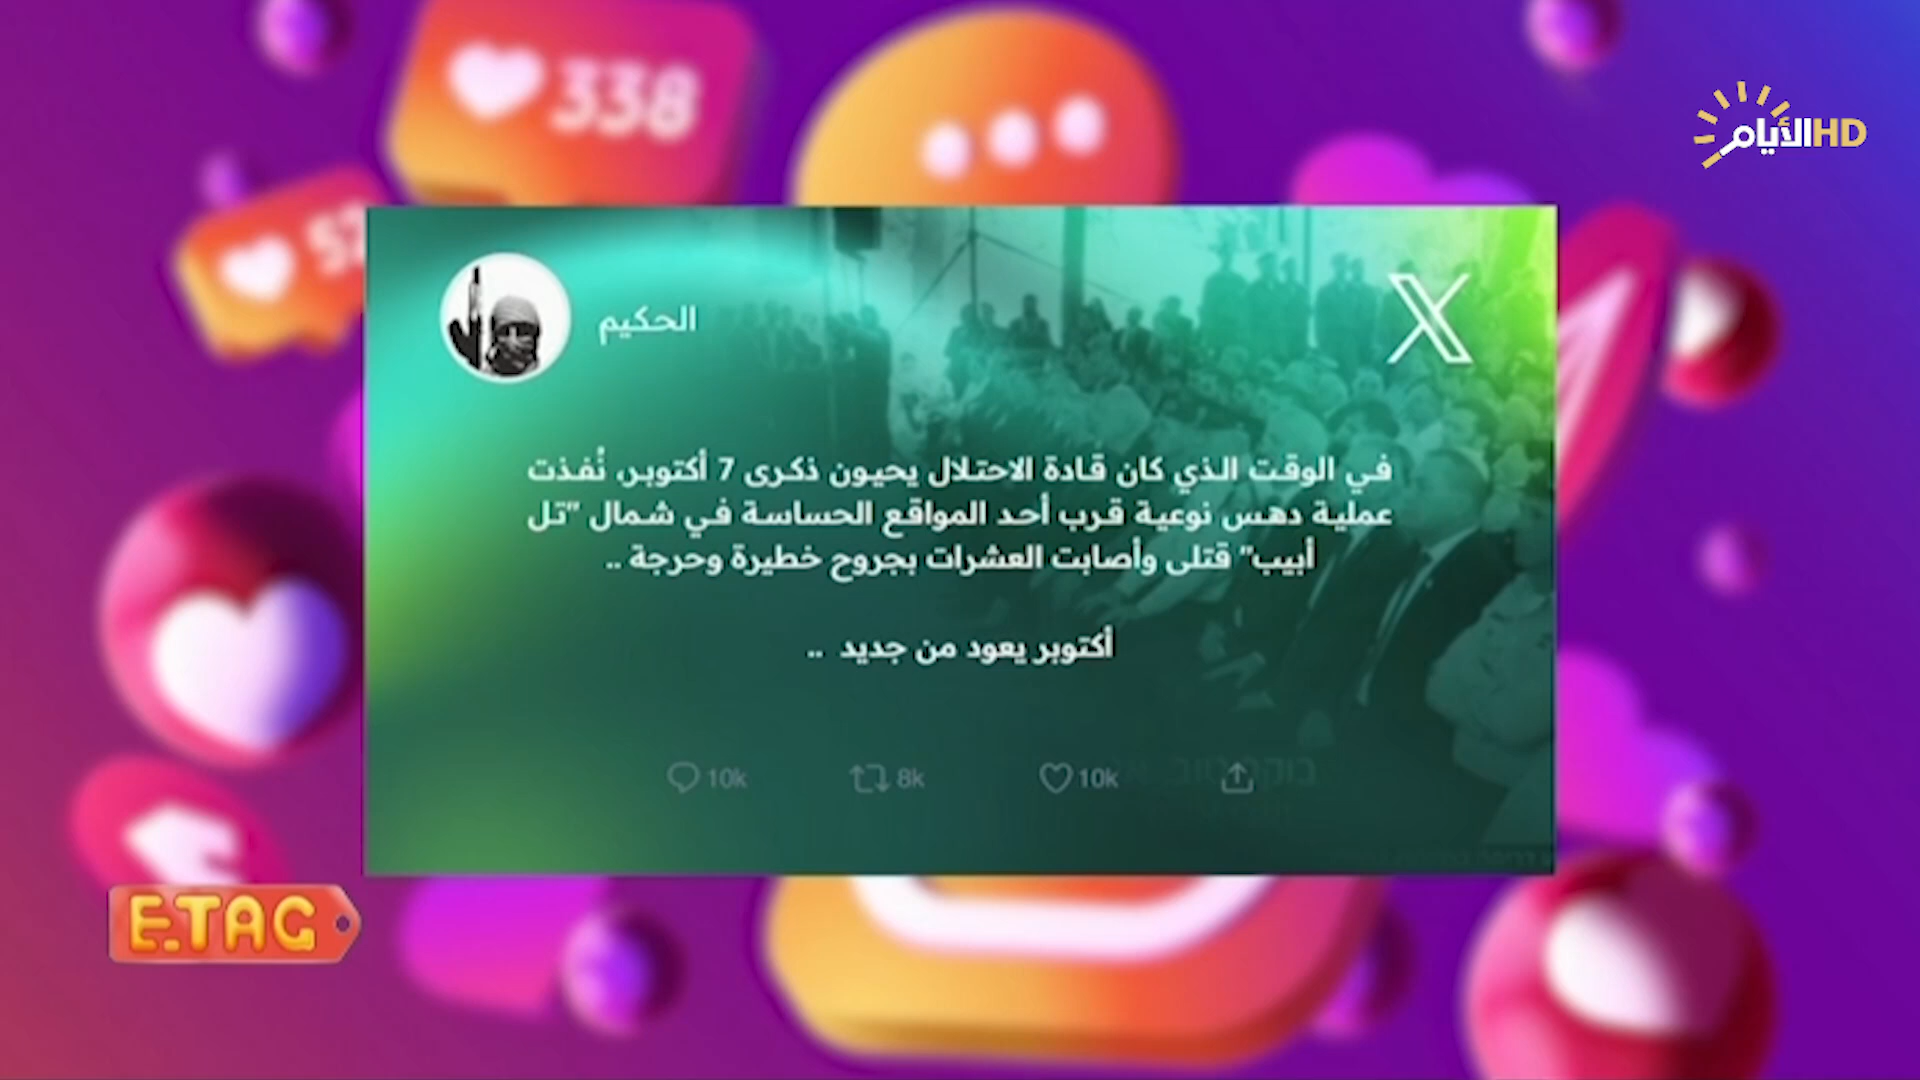 338
52
الأيام HD
الحكيم
في الوقت الذي كان قادة الاحتلال يحيون ذكرى 7 أكتوبر، نُفذت
عملية دهس نوعية قرب أحد المواقع الحساسة في شمال "تل
أبيب" قتلى وأصابت العشرات بجروح خطيرة وحرجة ..
أكتوبر يعود من جديد ..
10k
8k
10k
E.TAG